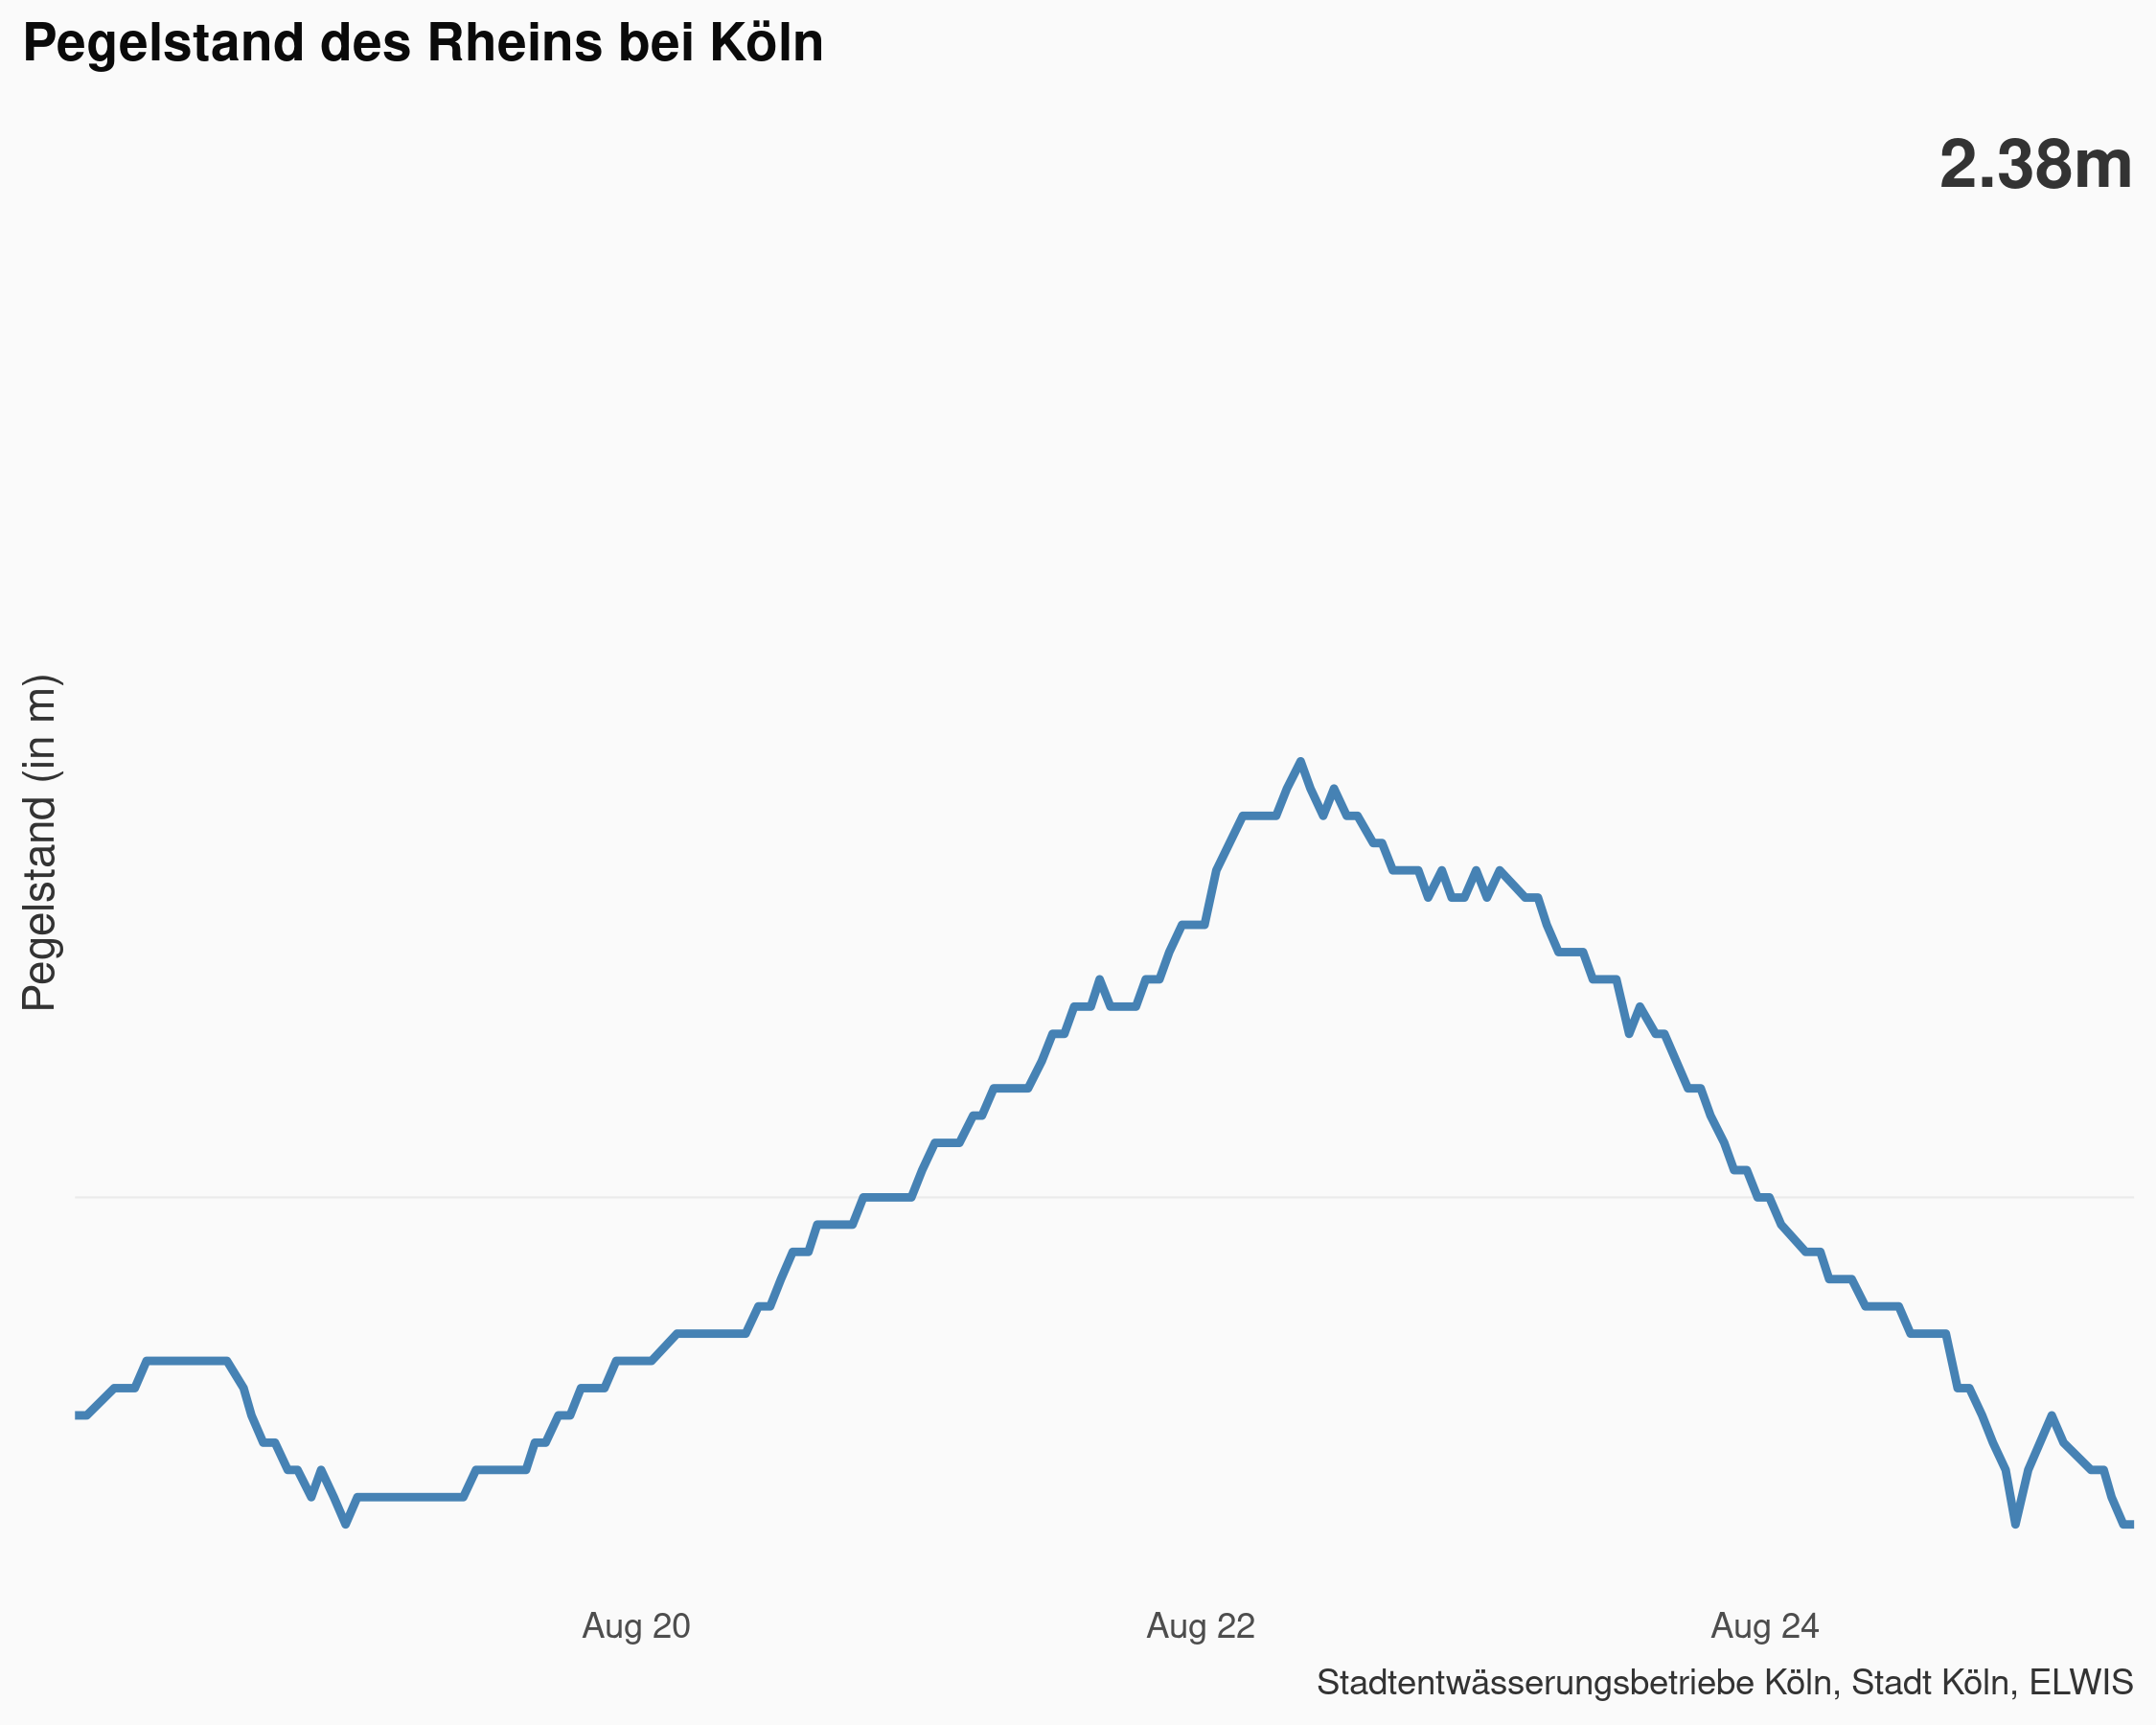 Pegelstand des Rheins bei Köln
2.38m
Pegelstand (in m)
Aug 20
Aug 22
Aug 24
Stadtentwässerungsbetriebe Köln, Stadt Köln, ELWIS